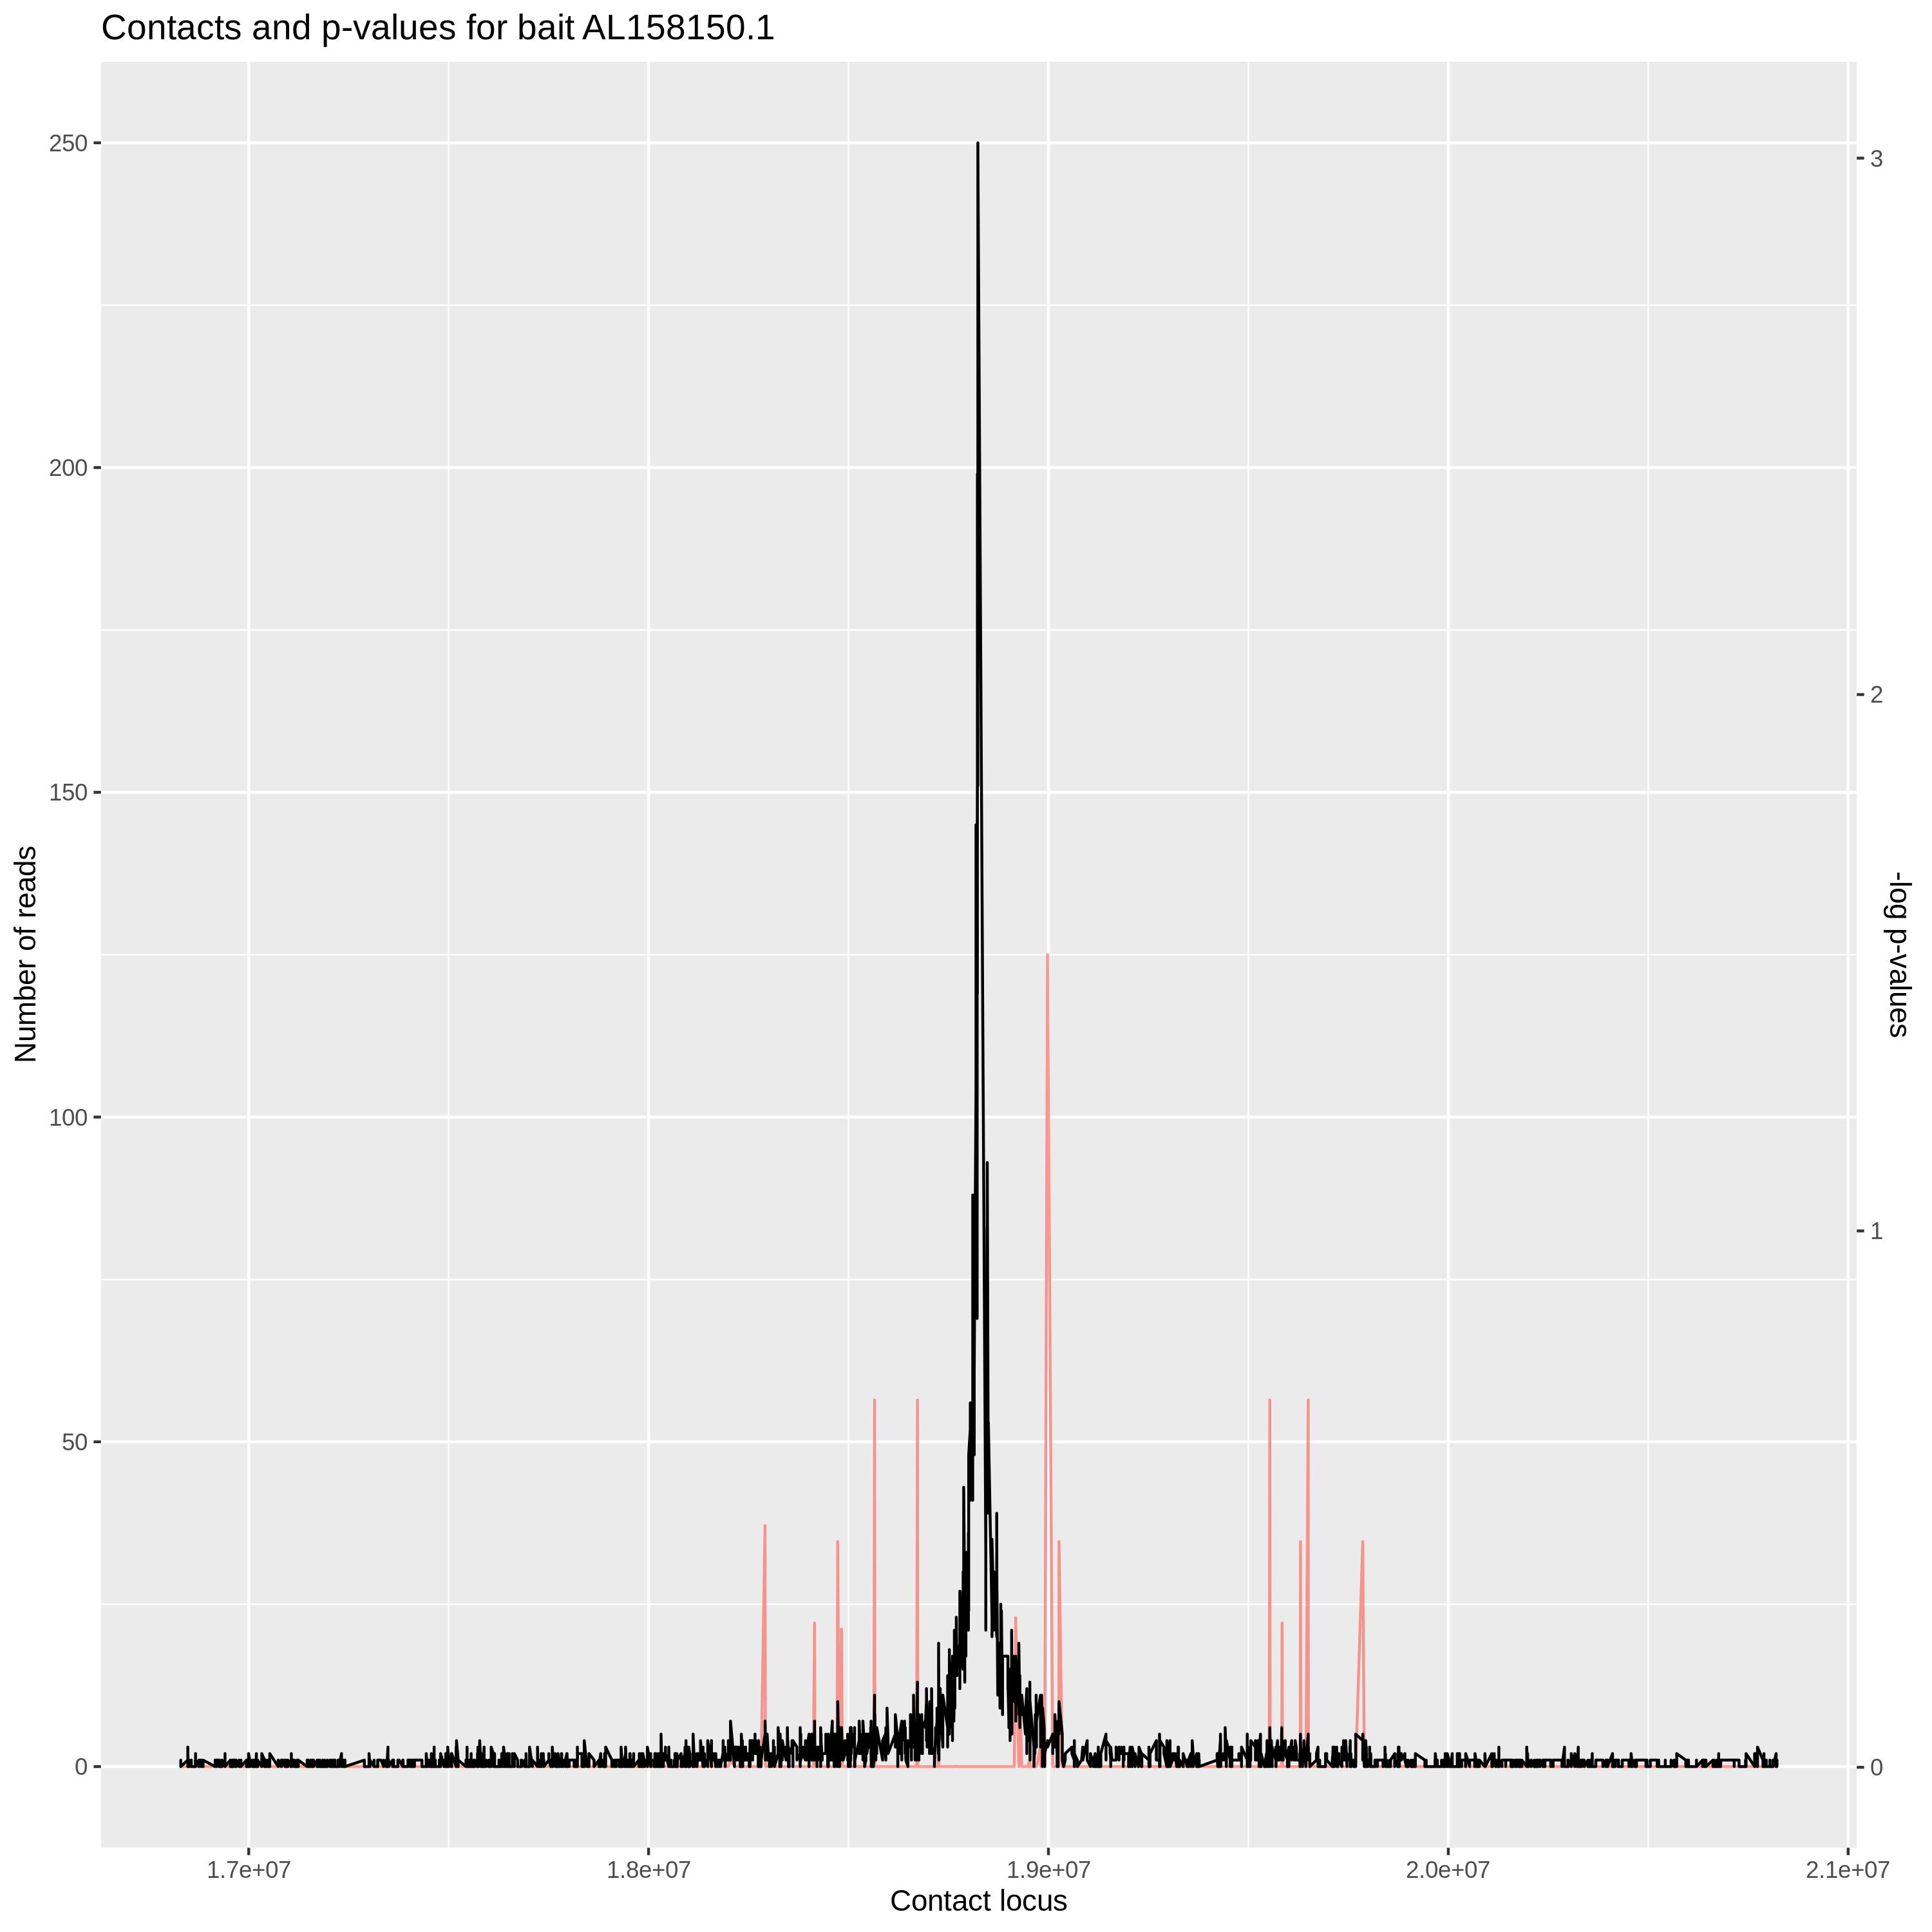 Contacts and p-values for bait AL158150.1
250
200
150
100
50
0
3
2
1
0
Number of reads
-log p-values
1.7e+07
1.8e+07
1.9e+07
2.0e+07
2.1e+07
Contact locus